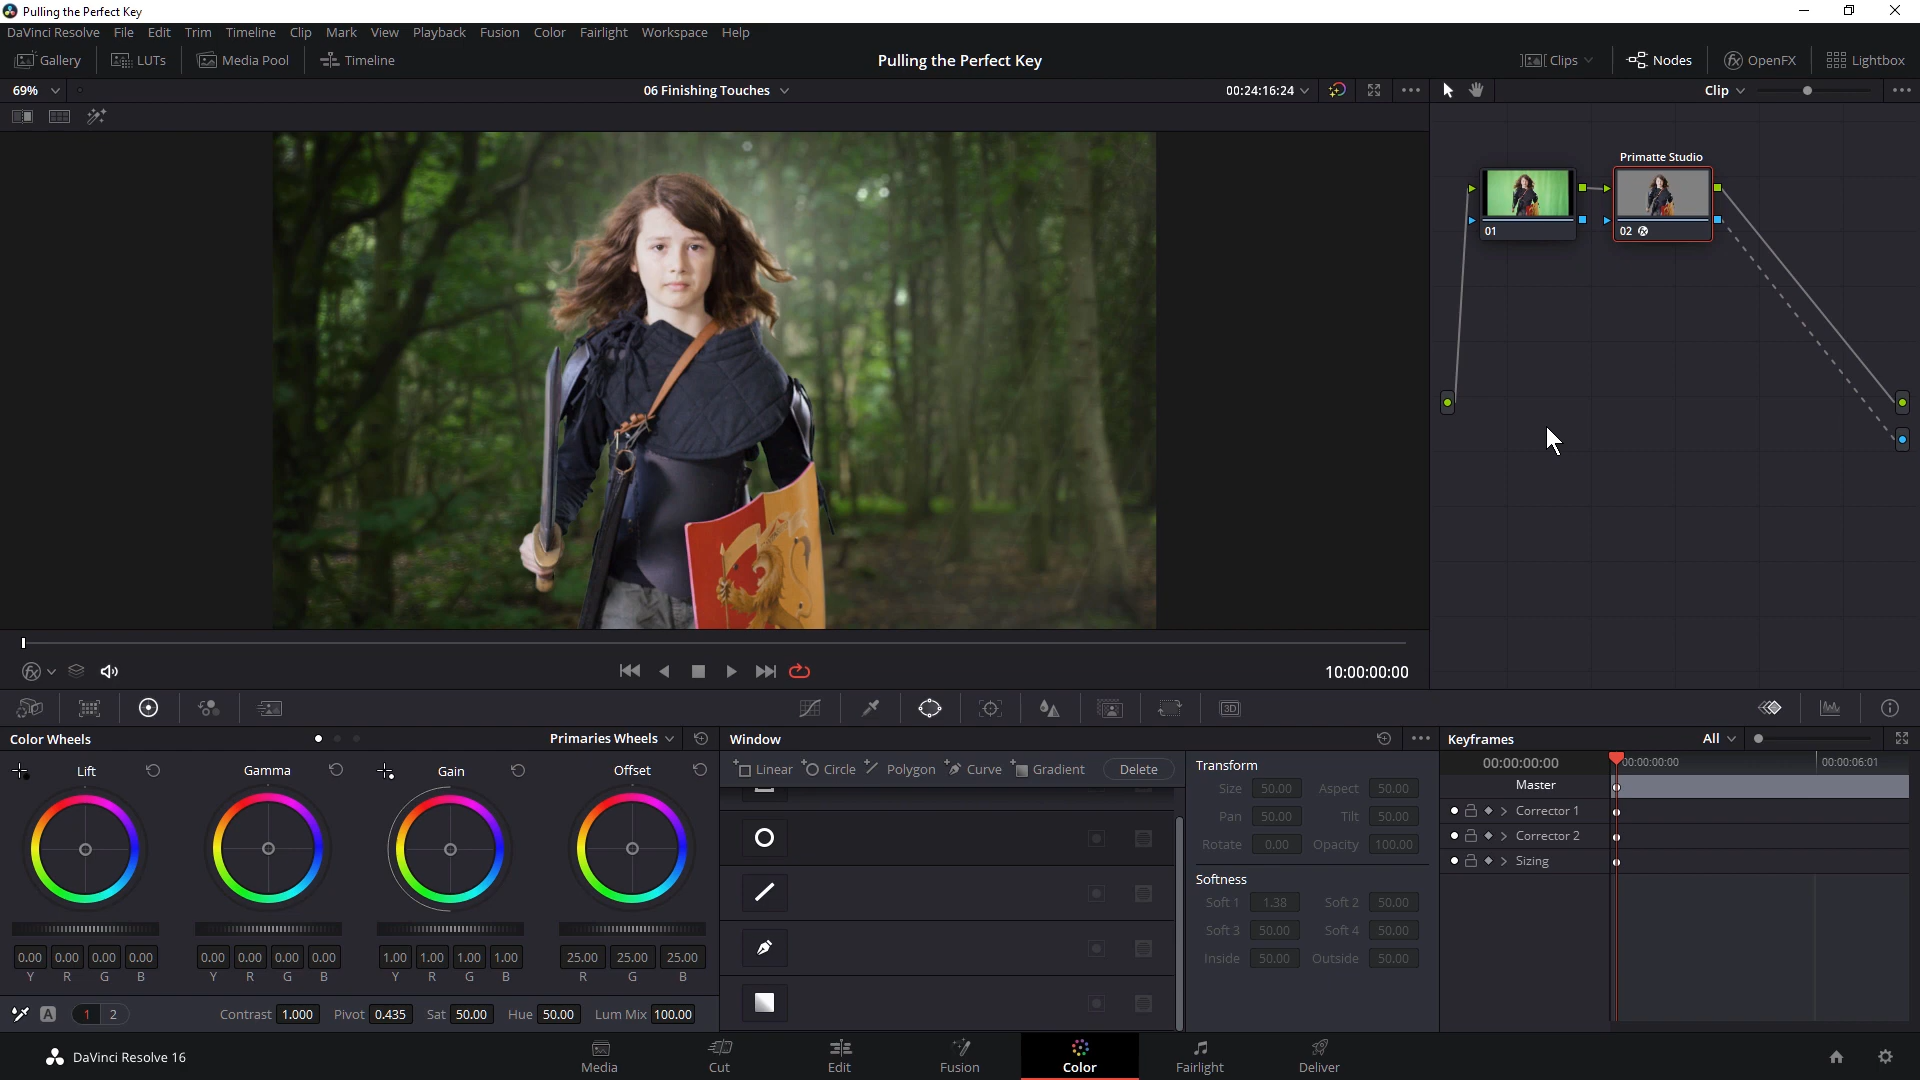 Pulling the Perfect Key
DaVinci Resolve File Edit Trim Timeline Clip Mark View Playback Fusion Color Fairlight Workspace Help
Gallery LUTs Media Pool Timeline Pulling the Perfect Key Clips Nodes OpenFX Lightbox
69% 06 Finishing Touches 00:24:16:24 Clip
Primatte Studio
01 02
10:00:00:00
3D
Color Wheels Primaries Wheels Window Keyframes All
Lift Gamma Gain Offset Linear Circle Polygon Curve Gradient Delete Transform 00:00:00:00 00:00:00:00 00:00:06:01
Size 50.00 Aspect 50.00 Master
Pan 50.00 Tilt 50.00 Corrector 1
Rotate 0.00 Opacity 100.00 Corrector 2
Sizing
Softness
Soft 1 1.38 Soft 2 50.00
Soft 3 50.00 Soft 4 50.00
0.00 0.00 0.00 0.00 0.00 0.00 0.00 0.00 1.00 1.00 1.00 1.00 25.00 25.00 25.00 Inside 50.00 Outside 50.00
Y R G B Y R G B Y R G B R G B
A 1 2 Contrast 1.000 Pivot 0.435 Sat 50.00 Hue 50.00 Lum Mix 100.00
DaVinci Resolve 16 Media Cut Edit Fusion Color Fairlight Deliver